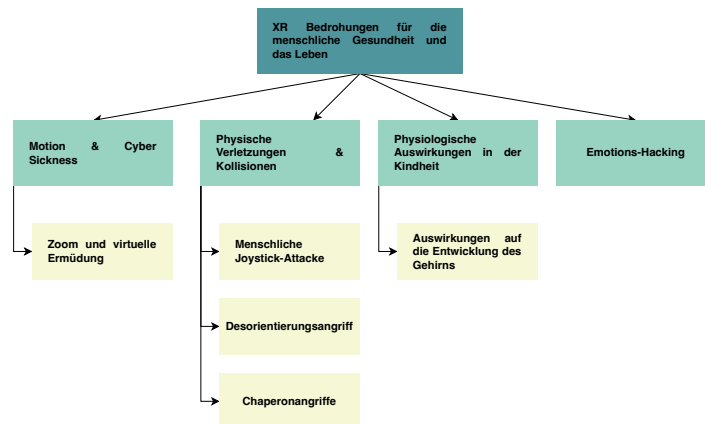 XR Bedrohungen für die
menschliche Gesundheit und
das Leben
Motion & Cyber
Sickness
Physische
Verletzungen &
Kollisionen
Physiologische
Auswirkungen in der
Kindheit
Emotions-Hacking
Zoom und virtuelle
Ermüdung
Menschliche
Joystick-Attacke
Auswirkungen auf
die Entwicklung des
Gehirns
Desorientierungsangriff
Chaperonangriffe